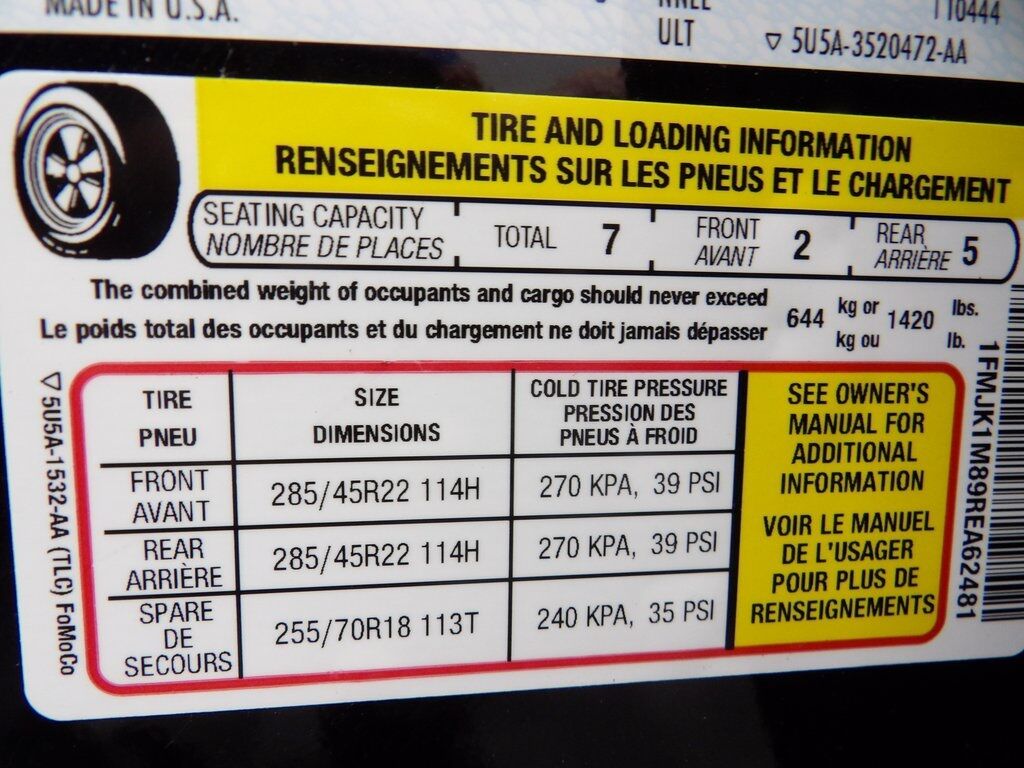 MADE IN U.S.A.
ULT
▽ 5U5A-3520472-AA
TIRE AND LOADING INFORMATION
RENSEIGNEMENTS SUR LES PNEUS ET LE CHARGEMENT
SEATING CAPACITY
NOMBRE DE PLACES
TOTAL 7
FRONT
AVANT 2
REAR
ARRIÈRE 5
The combined weight of occupants and cargo should never exceed
Le poids total des occupants et du chargement ne doit jamais dépasser
644 kg or 1420 lbs.
kg ou lb.
TIRE
PNEU
SIZE
DIMENSIONS
COLD TIRE PRESSURE
PRESSION DES
PNEUS À FROID
FRONT
AVANT
285/45R22 114H
270 KPA, 39 PSI
REAR
ARRIÈRE
285/45R22 114H
270 KPA, 39 PSI
SPARE
DE
SECOURS
255/70R18 113T
240 KPA, 35 PSI
SEE OWNER'S
MANUAL FOR
ADDITIONAL
INFORMATION
VOIR LE MANUEL
DE L'USAGER
POUR PLUS DE
RENSEIGNEMENTS
▽5U5A-1532-AA (TLC) FoMoCo
1FMJK1M89REA62481